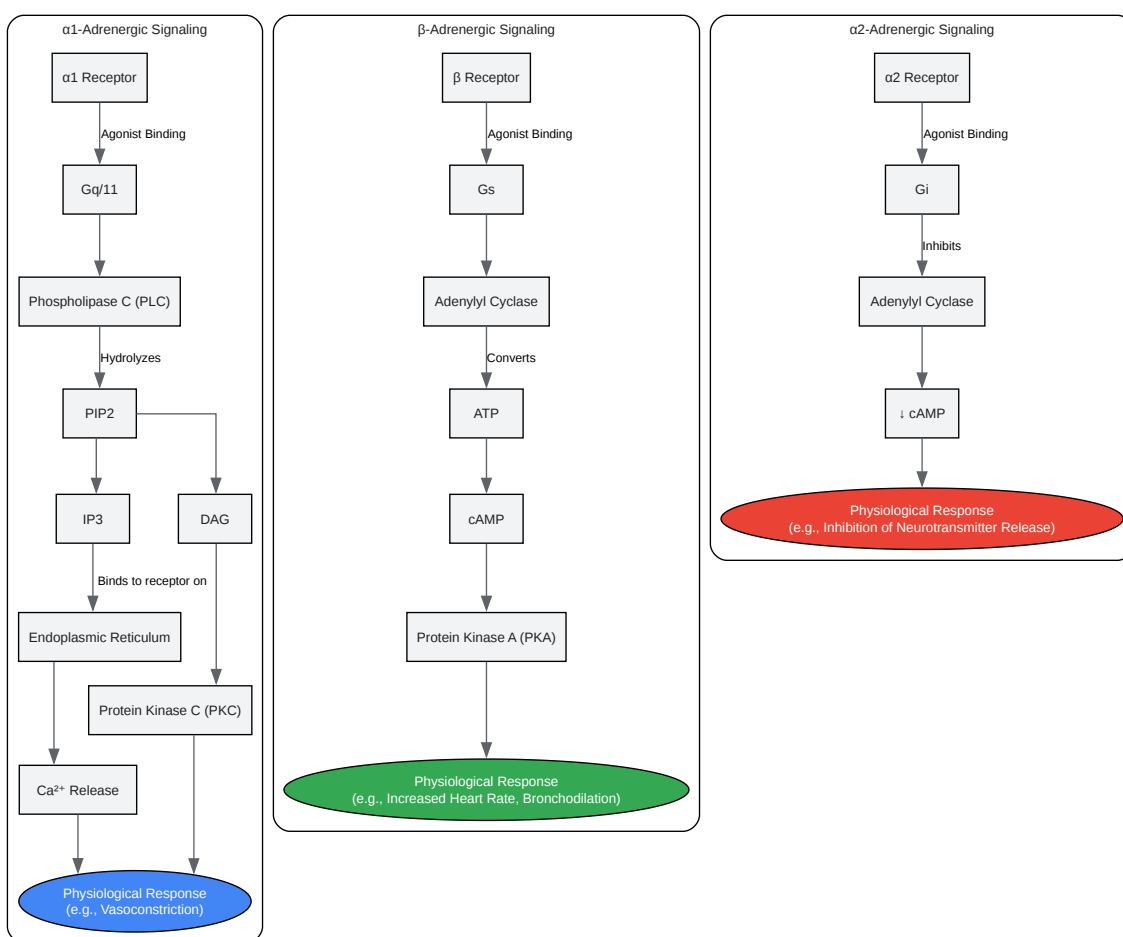 α1-Adrenergic Signaling
α1 Receptor
Agonist Binding
Gq/11
Phospholipase C (PLC)
Hydrolyzes
PIP2
IP3
DAG
Binds to receptor on
Endoplasmic Reticulum
Protein Kinase C (PKC)
Ca²⁺ Release
Physiological Response
(e.g., Vasoconstriction)
β-Adrenergic Signaling
β Receptor
Agonist Binding
Gs
Adenylyl Cyclase
Converts
ATP
cAMP
Protein Kinase A (PKA)
Physiological Response
(e.g., Increased Heart Rate, Bronchodilation)
α2-Adrenergic Signaling
α2 Receptor
Agonist Binding
Gi
Inhibits
Adenylyl Cyclase
↓ cAMP
Physiological Response
(e.g., Inhibition of Neurotransmitter Release)